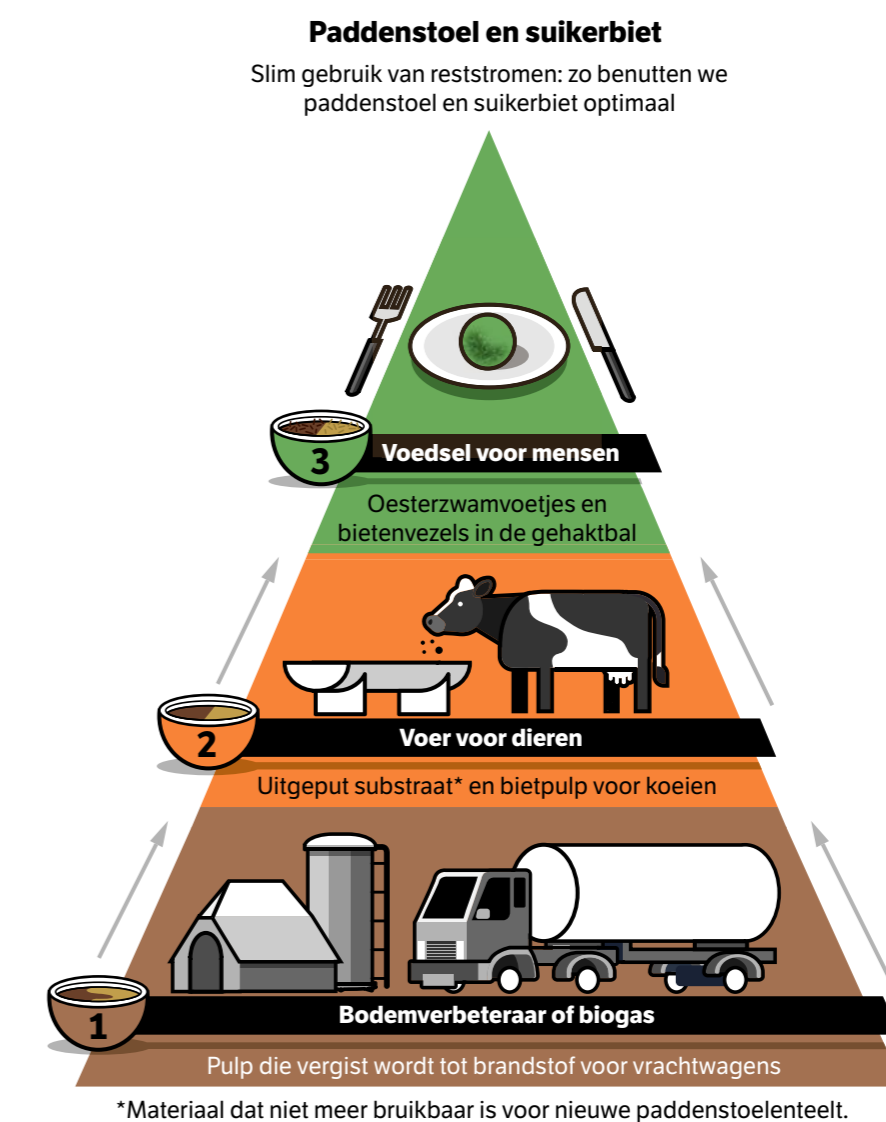 Paddenstoel en suikerbiet
Slim gebruik van reststromen: zo benutten we
paddenstoel en suikerbiet optimaal
3
Voedsel voor mensen
Oesterzwamvoetjes en
bietenvezels in de gehaktbal
2
Voer voor dieren
Uitgeput substraat* en bietpulp voor koeien
1
Bodemverbeteraar of biogas
Pulp die vergist wordt tot brandstof voor vrachtwagens
*Materiaal dat niet meer bruikbaar is voor nieuwe paddenstoelenteelt.